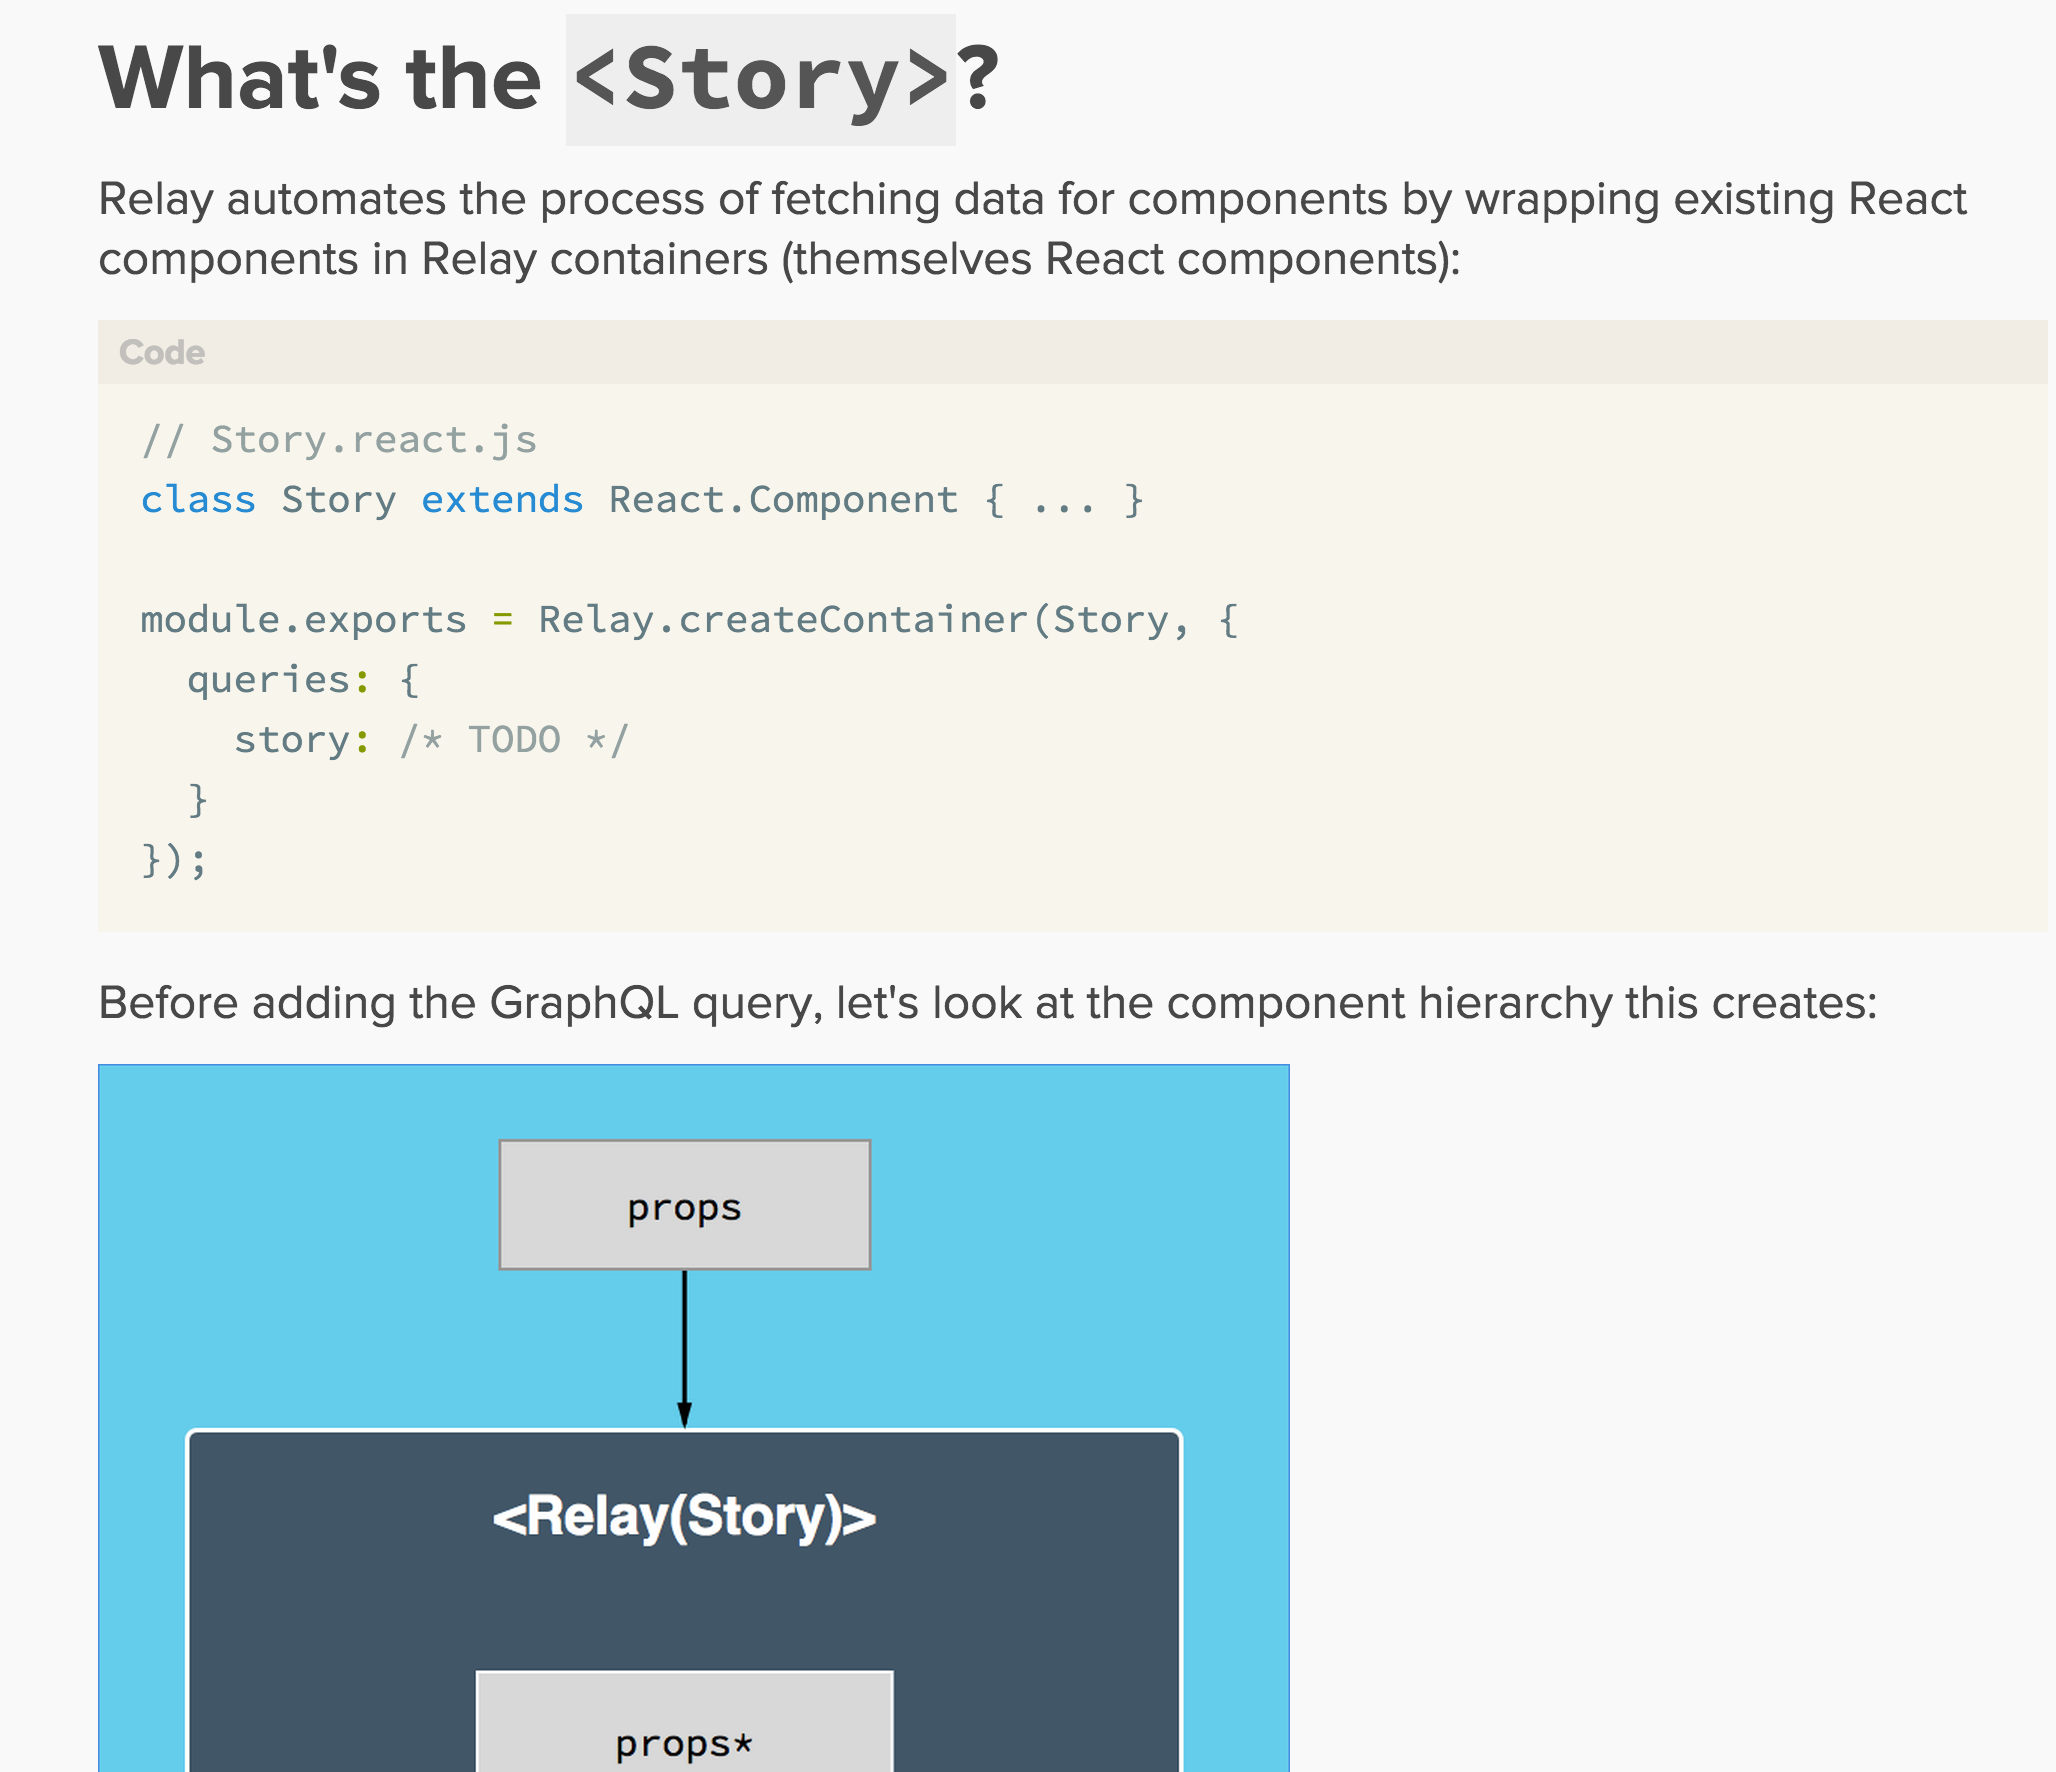 What's the <Story>?
Relay automates the process of fetching data for components by wrapping existing React
components in Relay containers (themselves React components):
Code
// Story.react.js
class Story extends React.Component { ... }
module.exports = Relay.createContainer(Story, {
  queries: {
    story: /* TODO */
  }
});
Before adding the GraphQL query, let's look at the component hierarchy this creates:
props
<Relay(Story)>
props*